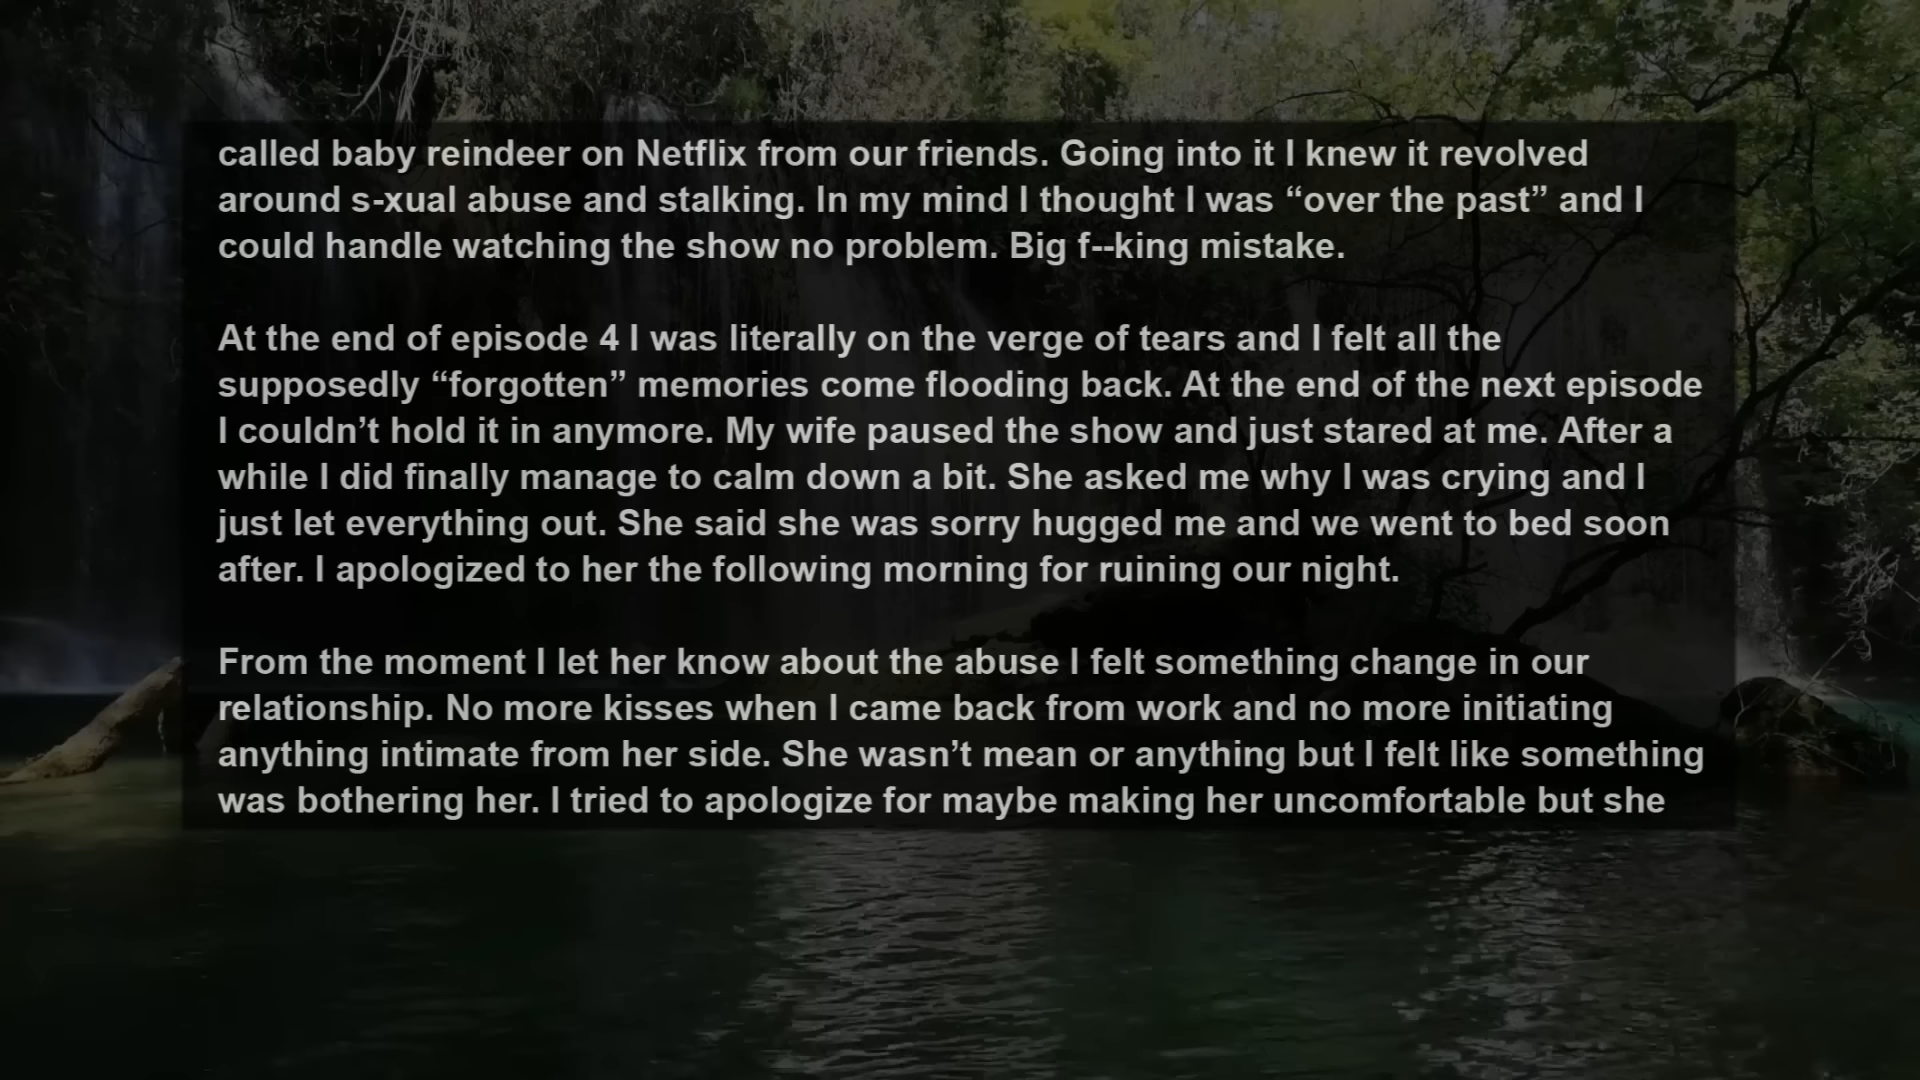 called baby reindeer on Netflix from our friends. Going into it I knew it revolved
around s-xual abuse and stalking. In my mind I thought I was “over the past” and I
could handle watching the show no problem. Big f--king mistake.
At the end of episode 4 I was literally on the verge of tears and I felt all the
supposedly “forgotten” memories come flooding back. At the end of the next episode
I couldn’t hold it in anymore. My wife paused the show and just stared at me. After a
while I did finally manage to calm down a bit. She asked me why I was crying and I
just let everything out. She said she was sorry hugged me and we went to bed soon
after. I apologized to her the following morning for ruining our night.
From the moment I let her know about the abuse I felt something change in our
relationship. No more kisses when I came back from work and no more initiating
anything intimate from her side. She wasn’t mean or anything but I felt like something
was bothering her. I tried to apologize for maybe making her uncomfortable but she